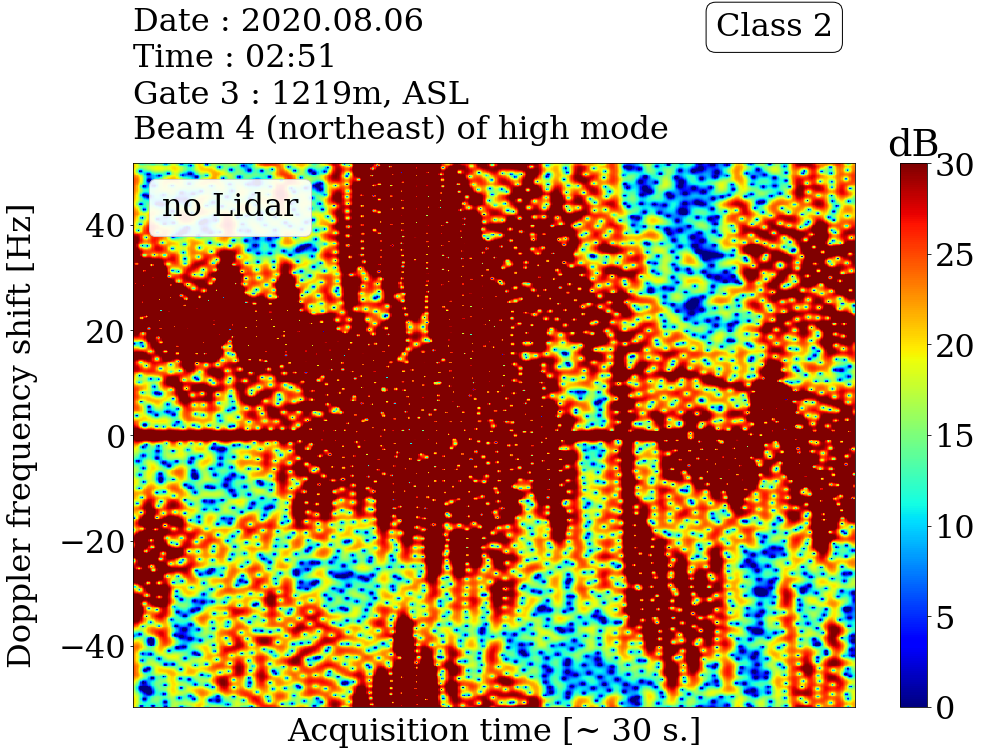 Date : 2020.08.06
Time : 02:51
Gate 3 : 1219m, ASL
Beam 4 (northeast) of high mode
Class 2
dB
no Lidar
Doppler frequency shift [Hz]
40
20
0
−20
−40
30
25
20
15
10
5
0
Acquisition time [~ 30 s.]